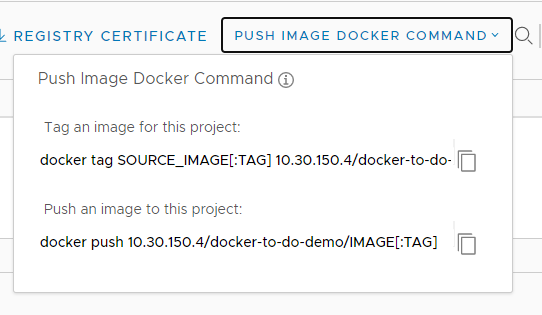 REGISTRY CERTIFICATE PUSH IMAGE DOCKER COMMAND
Push Image Docker Command
Tag an image for this project:
docker tag SOURCE_IMAGE[:TAG] 10.30.150.4/docker-to-do-
Push an image to this project:
docker push 10.30.150.4/docker-to-do-demo/IMAGE[:TAG]